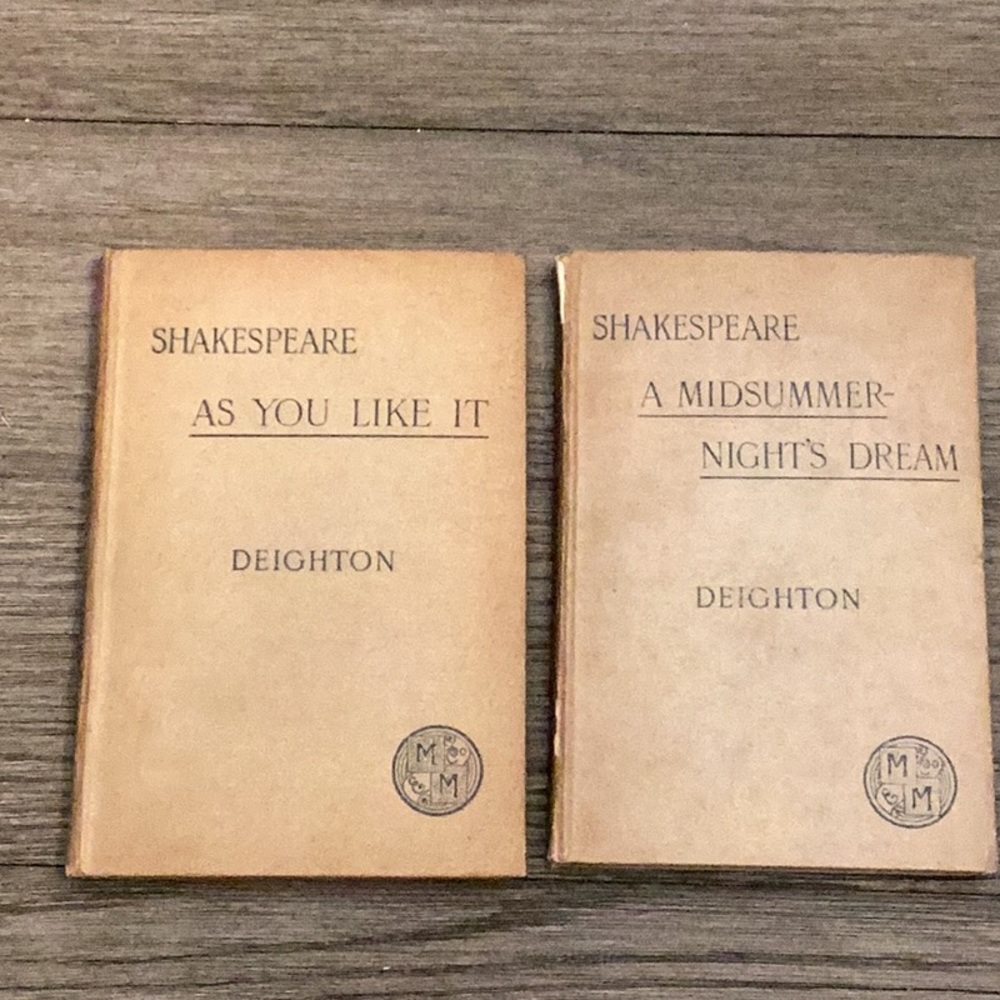 SHAKESPEARE
AS YOU LIKE IT
DEIGHTON
M
M
SHAKESPEARE
A MIDSUMMER-
NIGHT'S DREAM
DEIGHTON
M
M